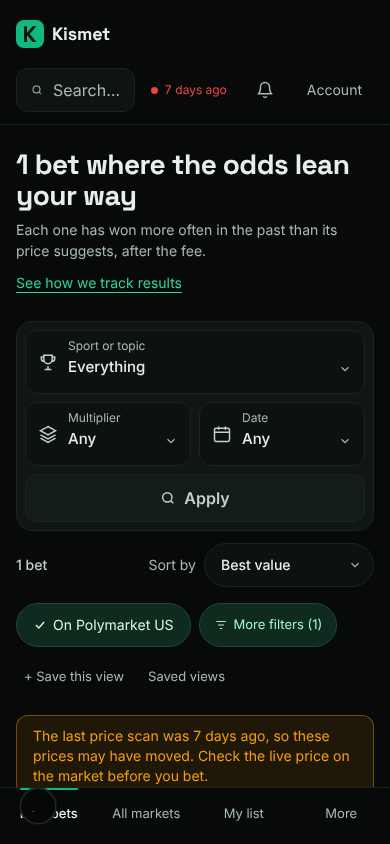 Kismet
Search...
7 days ago
Account
1 bet where the odds lean
your way
Each one has won more often in the past than its
price suggests, after the fee.
See how we track results
Sport or topic
Everything
Multiplier
Any
Date
Any
Apply
1 bet
Sort by
Best value
On Polymarket US
More filters (1)
+ Save this view
Saved views
The last price scan was 7 days ago, so these
prices may have moved. Check the live price on
the market before you bet.
bets
All markets
My list
More